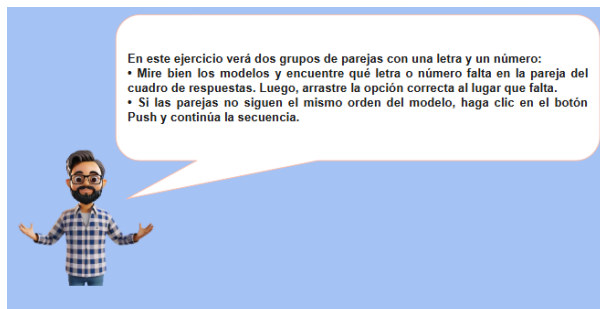 En este ejercicio verá dos grupos de parejas con una letra y un número:
• Mire bien los modelos y encuentre qué letra o número falta en la pareja del
cuadro de respuestas. Luego, arrastre la opción correcta al lugar que falta.
• Si las parejas no siguen el mismo orden del modelo, haga clic en el botón
Push y continúa la secuencia.